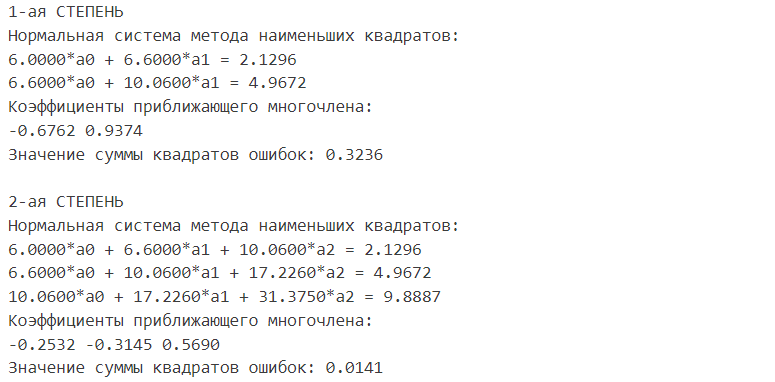 1-ая СТЕПЕНЬ
Нормальная система метода наименьших квадратов:
6.0000*a0 + 6.6000*a1 = 2.1296
6.6000*a0 + 10.0600*a1 = 4.9672
Коэффициенты приближающего многочлена:
-0.6762 0.9374
Значение суммы квадратов ошибок: 0.3236
2-ая СТЕПЕНЬ
Нормальная система метода наименьших квадратов:
6.0000*a0 + 6.6000*a1 + 10.0600*a2 = 2.1296
6.6000*a0 + 10.0600*a1 + 17.2260*a2 = 4.9672
10.0600*a0 + 17.2260*a1 + 31.3750*a2 = 9.8887
Коэффициенты приближающего многочлена:
-0.2532 -0.3145 0.5690
Значение суммы квадратов ошибок: 0.0141